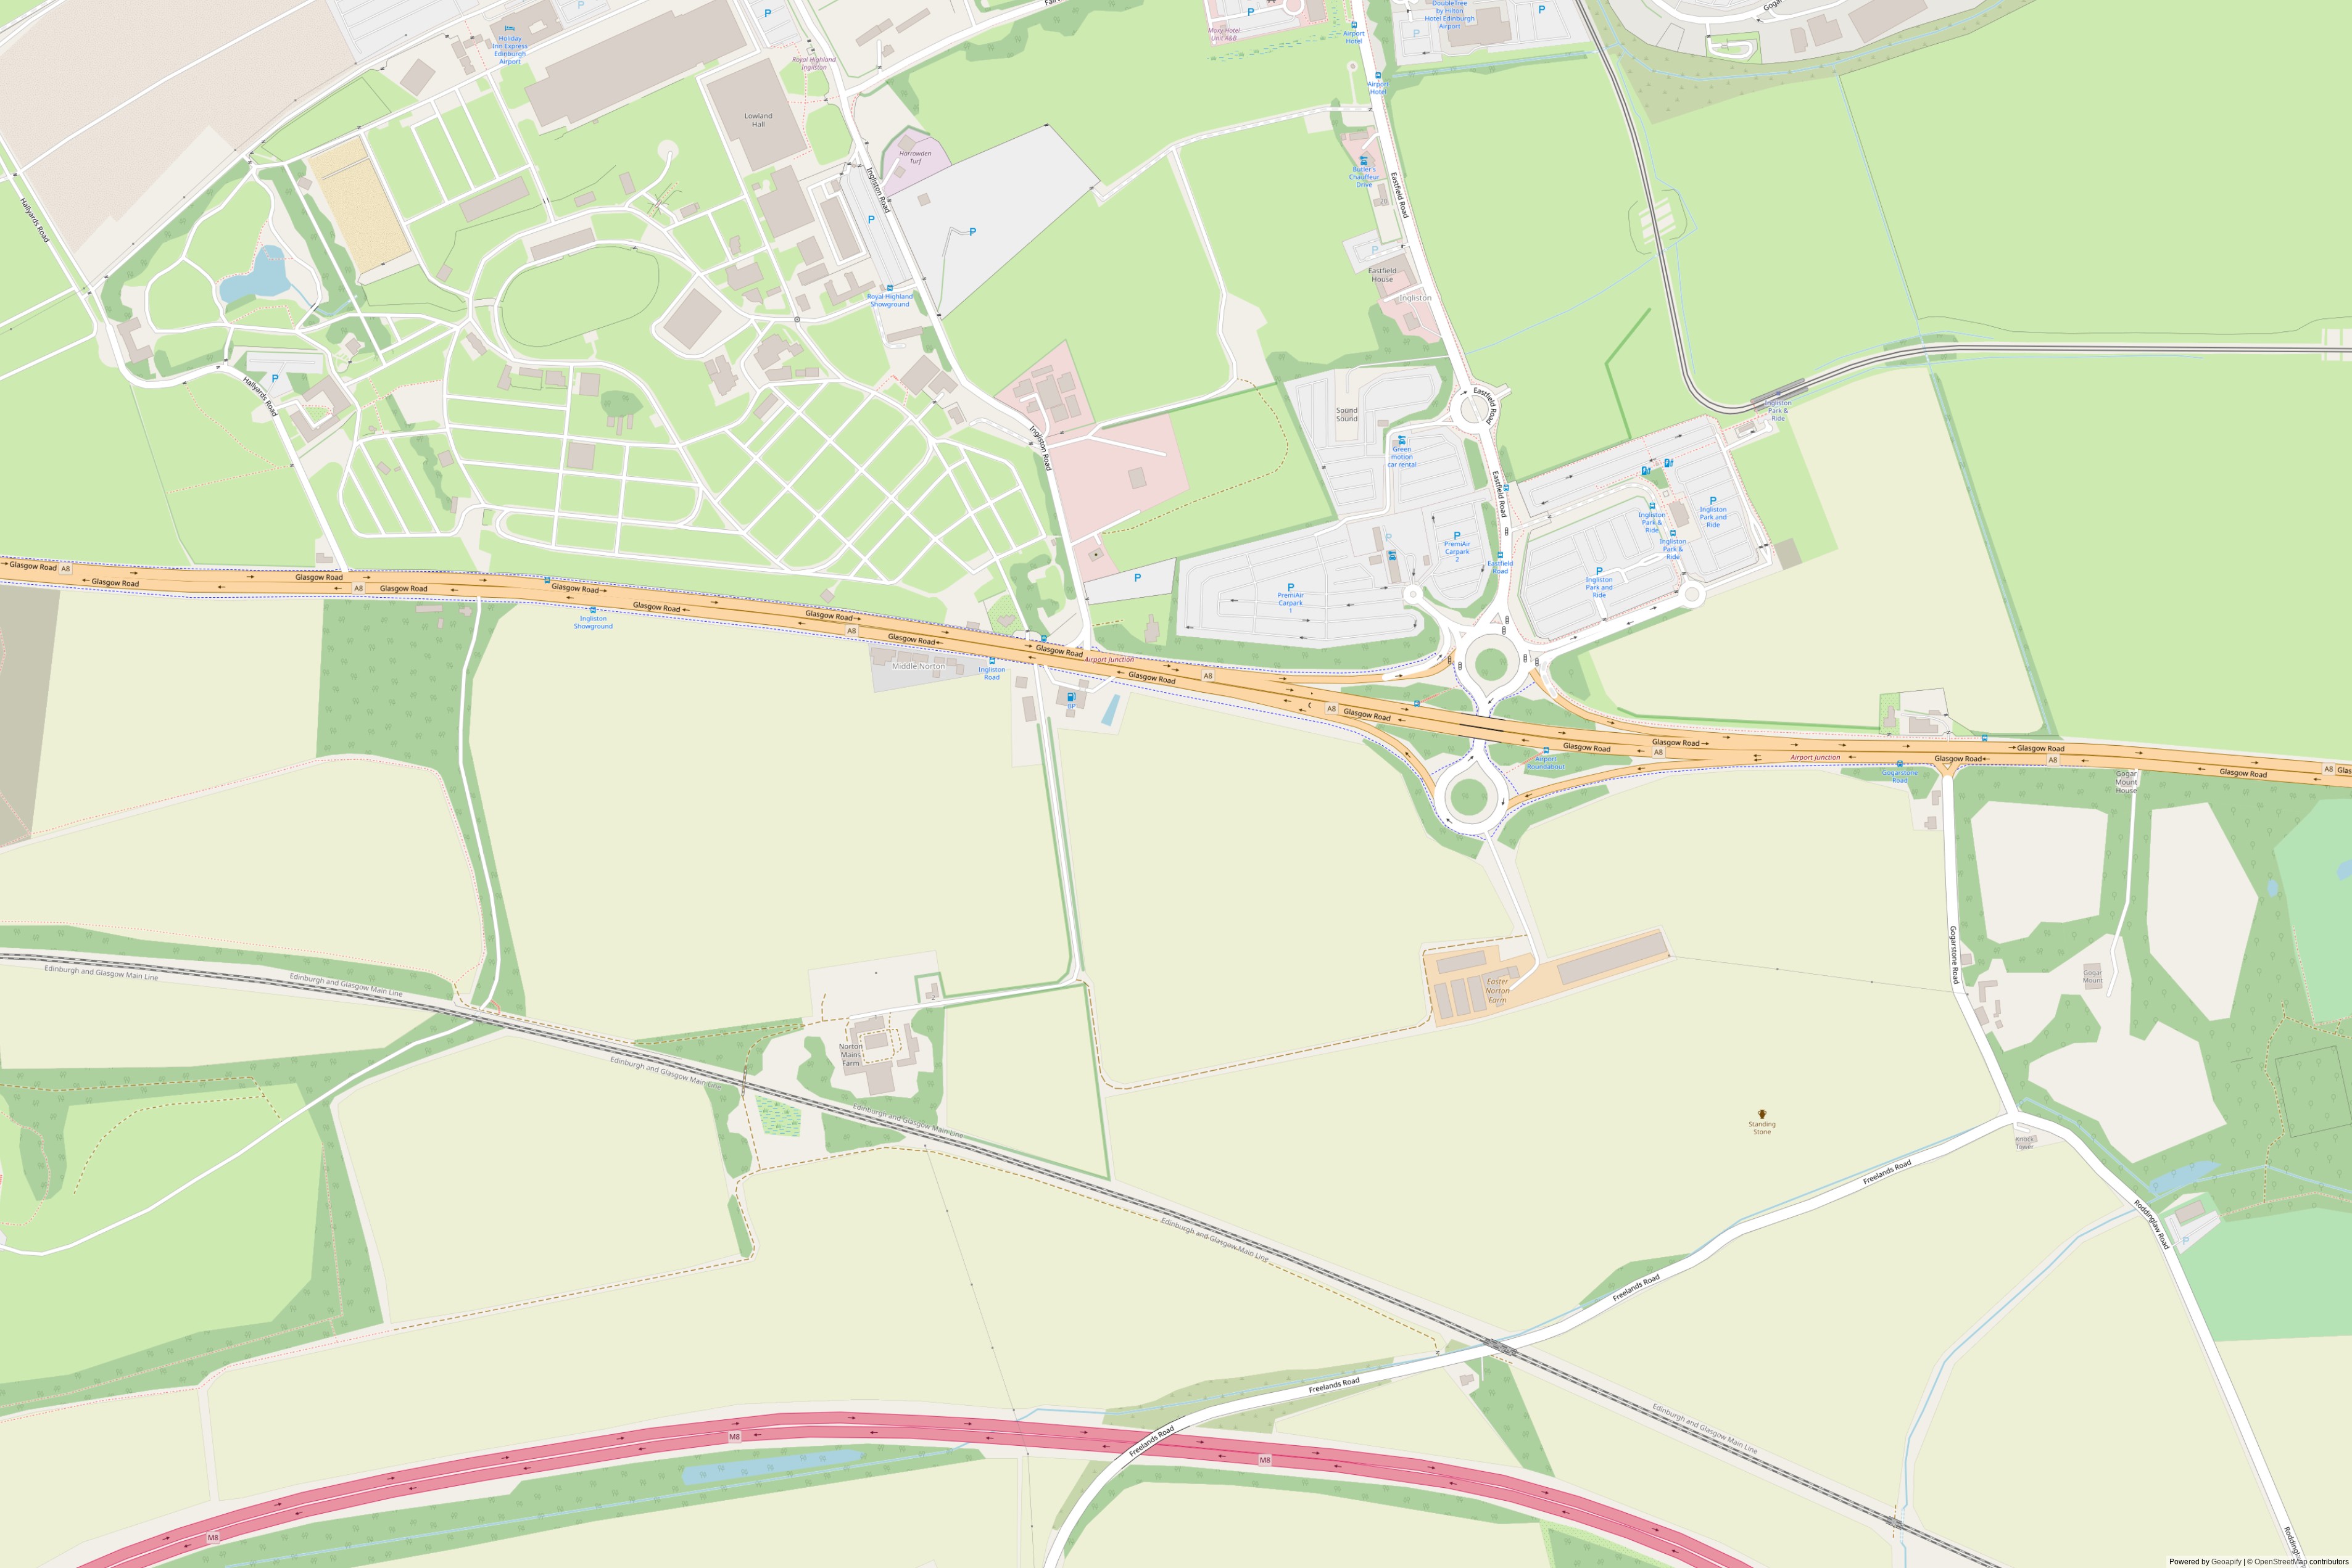 Holiday
Inn Express
Edinburgh
Airport
P
P
Royal Highland
Ingliston
Moxy Hotel
Unit A&B
P
Airport
Hotel
DoubleTree
by Hilton
Hotel Edinburgh
Airport
P
P
Airport
Hotel
Lowland
Hall
Harrowden
Turf
Ingliston Road
P
P
Butler's
Chauffeur
Drive
20
Eastfield Road
P
Eastfield
House
Ingliston
Hallyards Road
Royal Highland
Showground
P
Hallyards Road
Ingliston Road
Sound
Sound
Eastfield Road
Ingliston
Park &
Ride
Green
motion
car rental
Eastfield Road
P
Ingliston
Park and
Ride
Ingliston
Park &
Ride
Ingliston
Park &
Ride
P
P
PremiAir
Carpark
2
Eastfield
Road
P
Ingliston
Park and
Ride
P
P
PremiAir
Carpark
1
Glasgow Road
A8
Glasgow Road
Glasgow Road
A8
Glasgow Road
Glasgow Road
Glasgow Road
Ingliston
Showground
Glasgow Road
A8
Glasgow Road
Glasgow Road
Airport Junction
Middle Norton
Ingliston
Road
Glasgow Road
A8
BP
A8
Glasgow Road
Airport
Roundabout
Glasgow Road
Glasgow Road
A8
Airport Junction
Gogarstone
Road
Glasgow Road
Glasgow Road
A8
Glasgow Road
A8
Gogar
Mount
House
Gogarstone Road
Gogar
Mount
Edinburgh and Glasgow Main Line
Edinburgh and Glasgow Main Line
Easter
Norton
Farm
2
Norton
Mains
Farm
Edinburgh and Glasgow Main Line
Edinburgh and Glasgow Main Line
Standing
Stone
Knock
Tower
Freelands Road
Roddinglaw Road
P
Edinburgh and Glasgow Main Line
Freelands Road
Freelands Road
Edinburgh and Glasgow Main Line
Freelands Road
M8
M8
M8
Powered by Geoapify | © OpenStreetMap contributors